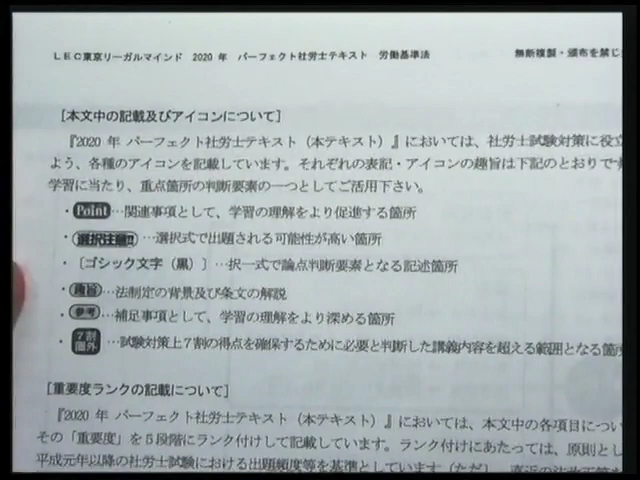 LEC東京リーガルマインド 2020 年 パーフェクト社労士テキスト 労働基準法 無断複製・頒布を禁じ
[本文中の記載及びアイコンについて]
『2020 年 パーフェクト社労士テキスト(本テキスト)』においては、社労士試験対策に役立
よう、各種のアイコンを記載しています。それぞれの表記・アイコンの趣旨は下記のとおりです
学習に当たり、重点箇所の判断要素の一つとしてご活用下さい。
・Point…関連事項として、学習の理解をより促進する箇所
・選択注意!!…選択式で出題される可能性が高い箇所
・[ゴシック文字(黒)]…択一式で論点判断要素となる記述箇所
・趣旨…法制定の背景及び条文の解説
・参考…補足事項として、学習の理解をより深める箇所
・7割圏外…試験対策上7割の得点を確保するために必要と判断した講義内容を超える範囲となる箇所
[重要度ランクの記載について]
『2020 年 パーフェクト社労士テキスト(本テキスト)』においては、本文中の各項目につい
その「重要度」を5段階にランク付けして記載しています。ランク付けにあたっては、原則とし
平成元年以降の社労士試験における出題頻度等を基準としています(ただし、直近の法改正等